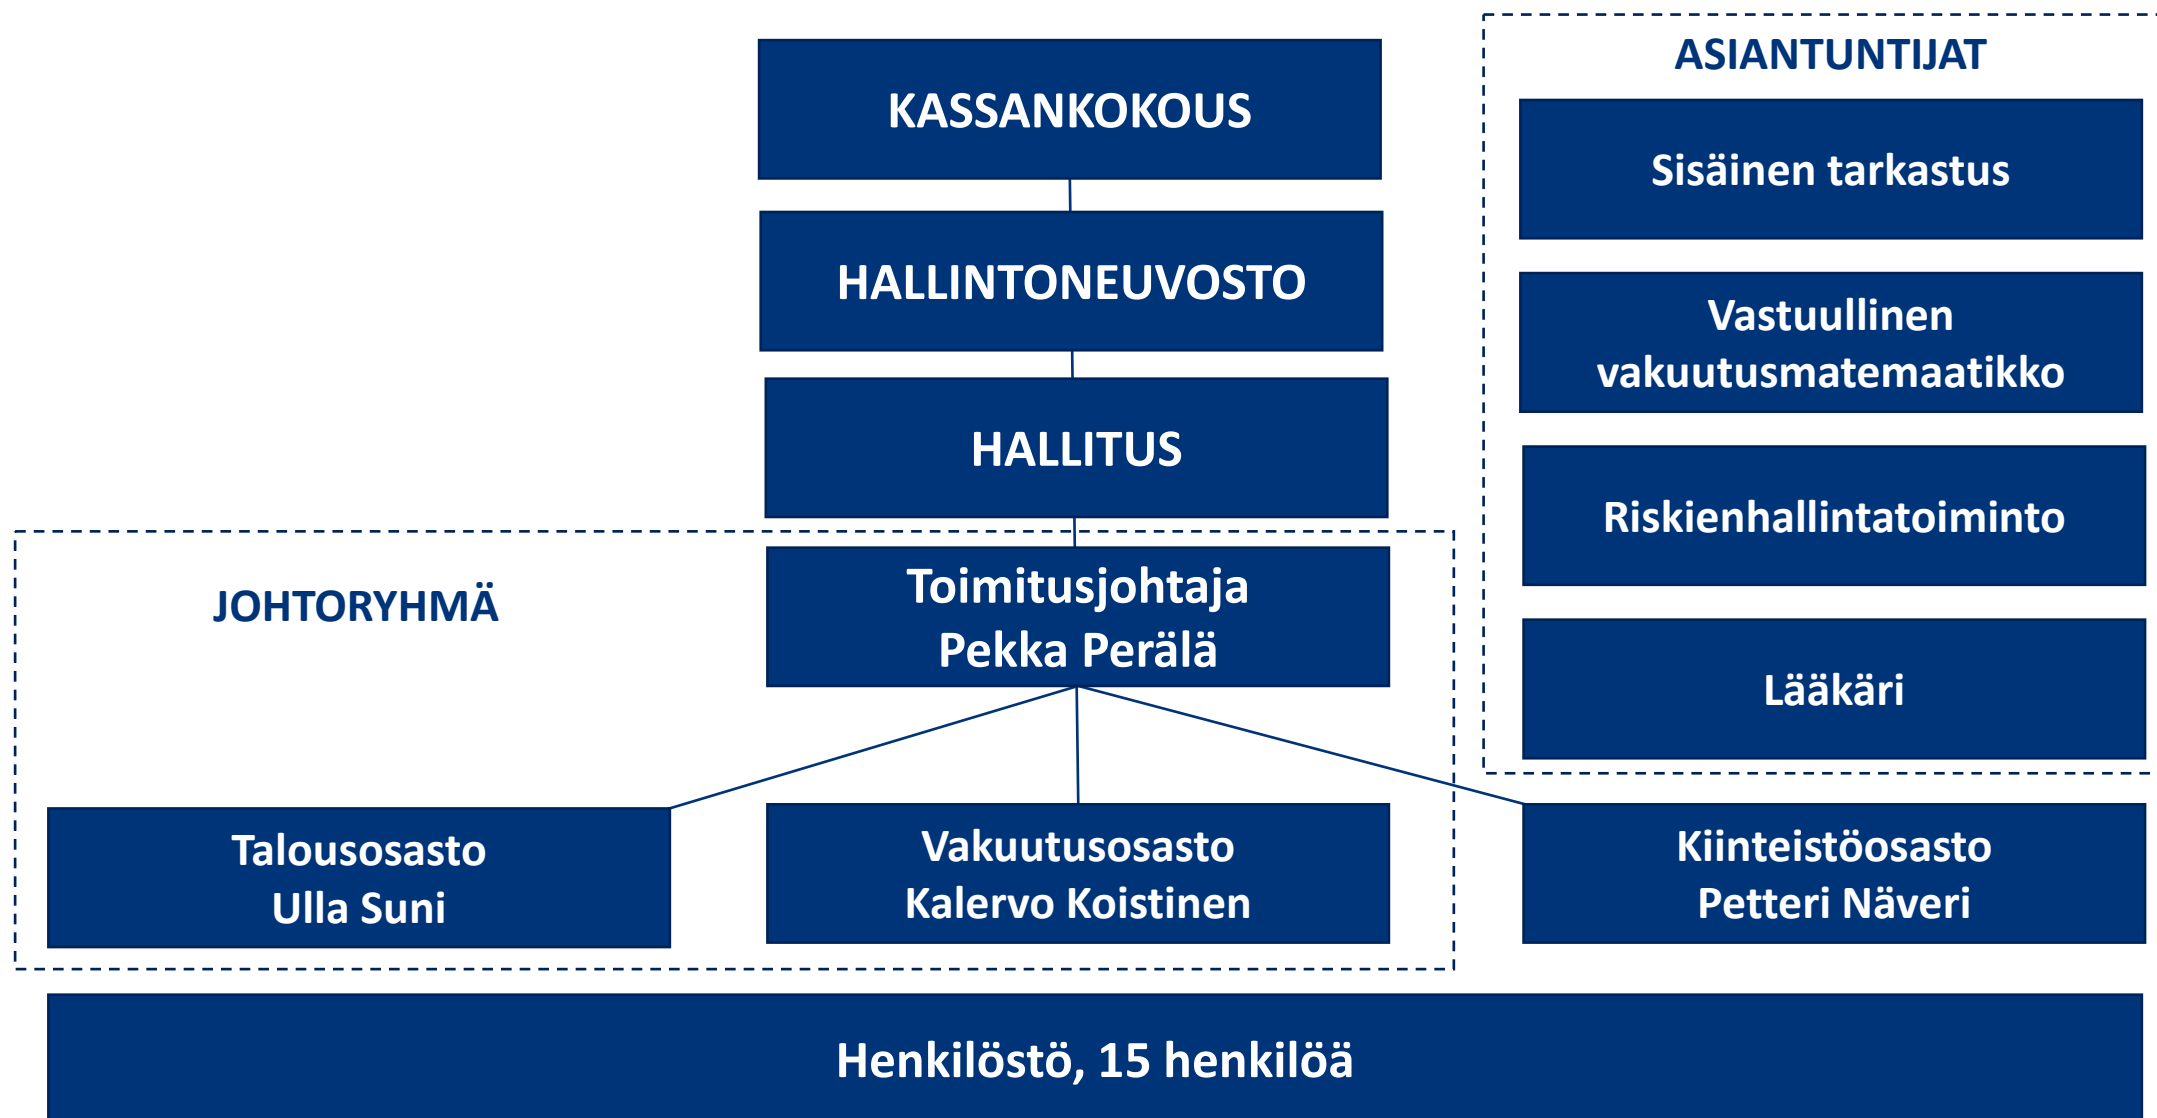 KASSANKOKOUS
HALLINTONEUVOSTO
HALLITUS
JOHTORYHMÄ
Toimitusjohtaja
Pekka Perälä
Talousosasto
Ulla Suni
Vakuutusosasto
Kalervo Koistinen
Kiinteistöosasto
Petteri Näveri
ASIANTUNTIJAT
Sisäinen tarkastus
Vastuullinen
vakuutusmatemaatikko
Riskienhallintatoiminto
Lääkäri
Henkilöstö, 15 henkilöä